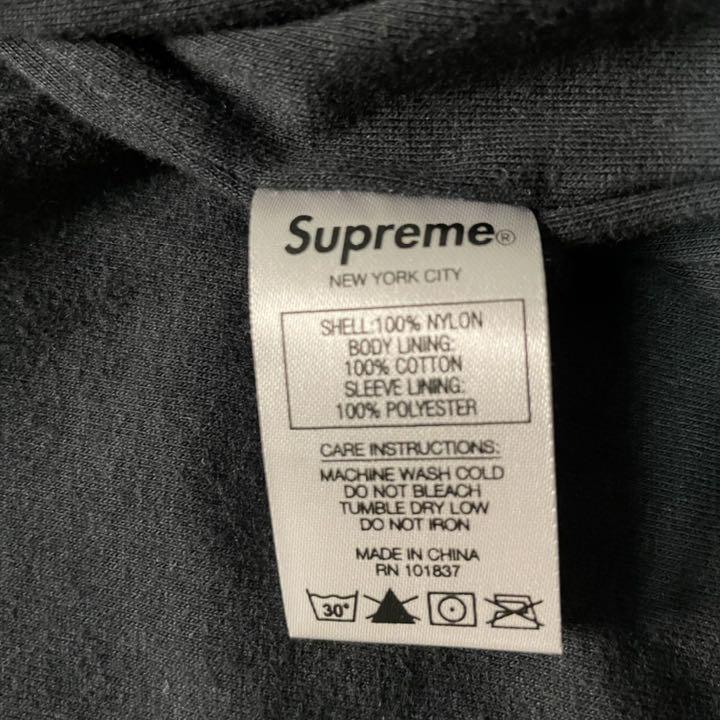 Supreme®
NEW YORK CITY
SHELL:100% NYLON
BODY LINING:
100% COTTON
SLEEVE LINING:
100% POLYESTER
CARE INSTRUCTIONS:
MACHINE WASH COLD
DO NOT BLEACH
TUMBLE DRY LOW
DO NOT IRON
MADE IN CHINA
RN 101837
30°